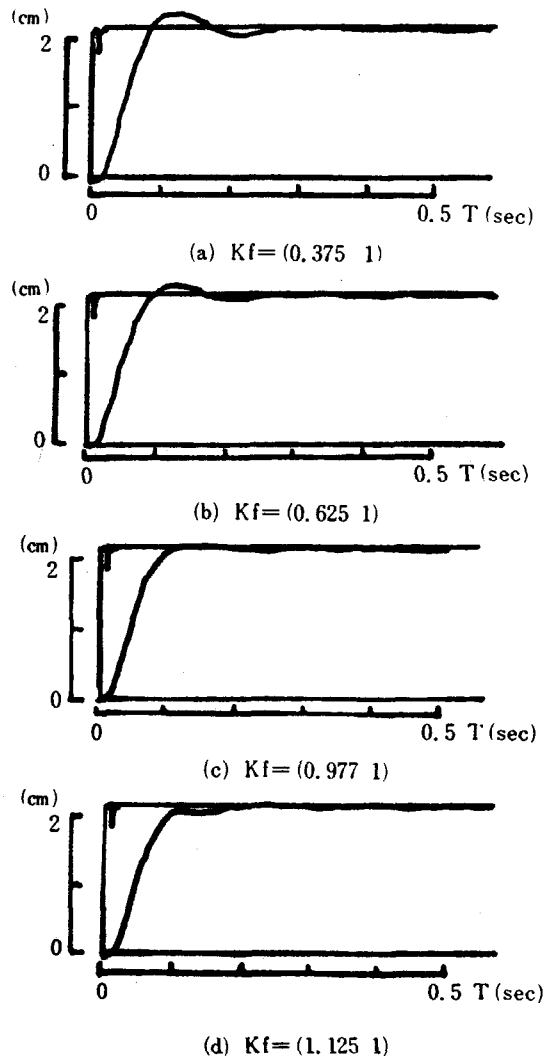 (cm)
2
0
0 0.5 T (sec)
(a) Kf=(0.375 1)
(cm)
2
0
0 0.5 T (sec)
(b) Kf=(0.625 1)
(cm)
2
0
0 0.5 T (sec)
(c) Kf=(0.977 1)
(cm)
2
0
0 0.5 T (sec)
(d) Kf=(1.125 1)